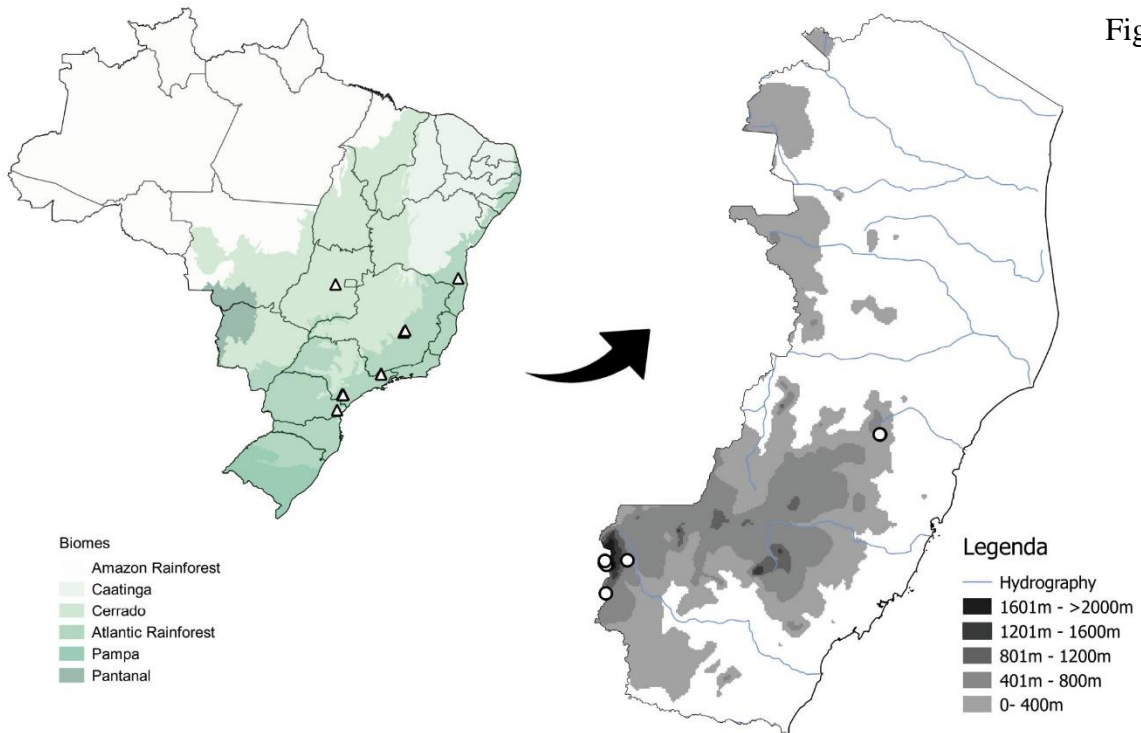 Fig
Biomes
Amazon Rainforest
Caatinga
Cerrado
Atlantic Rainforest
Pampa
Pantanal
Legenda
Hydrography
1601m - >2000m
1201m - 1600m
801m - 1200m
401m - 800m
0- 400m